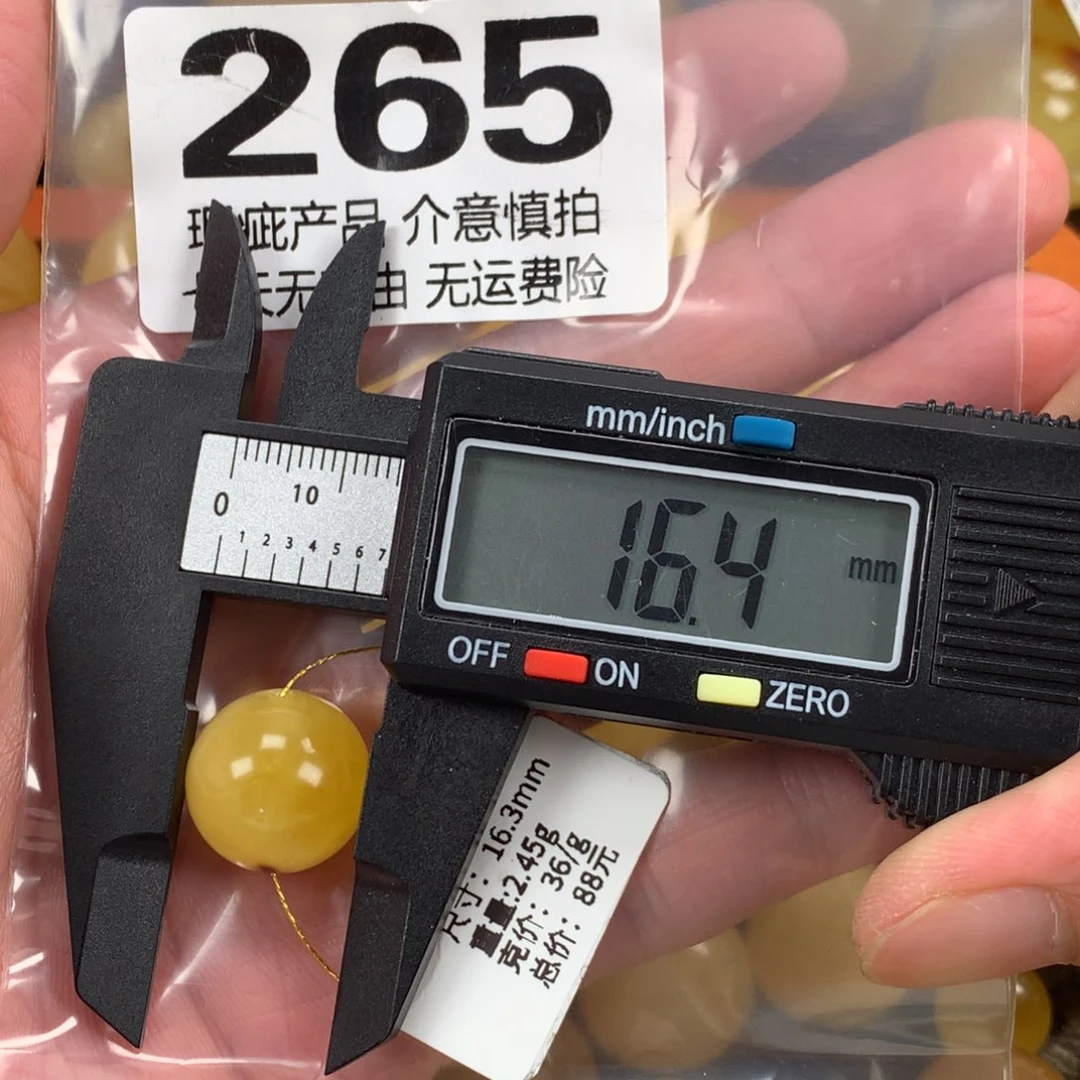 265
瑕疵产品 介意慎拍
七天无理由 无运费险
mm/inch
16.4 mm
OFF ON ZERO
0 10
1 2 3 4 5 6 7
尺寸: 16.3mm
重量:2.45g
克价: 36/g
总价: 88元